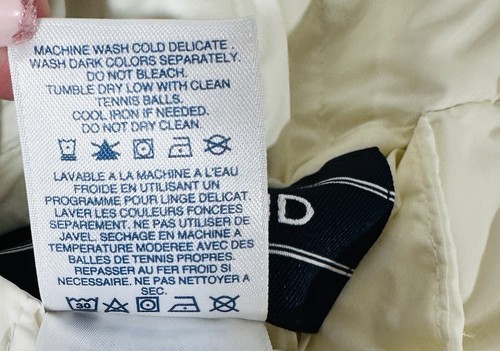 MACHINE WASH COLD DELICATE.
WASH DARK COLORS SEPARATELY.
DO NOT BLEACH.
TUMBLE DRY LOW WITH CLEAN
TENNIS BALLS.
COOL IRON IF NEEDED.
DO NOT DRY CLEAN.
LAVABLE A LA MACHINE A L'EAU
FROIDE EN UTILISANT UN
PROGRAMME POUR LINGE DELICAT.
LAVER LES COULEURS FONCEES
SEPAREMENT. NE PAS UTILISER DE
JAVEL. SECHAGE EN MACHINE A
TEMPERATURE MODEREE AVEC DES
BALLES DE TENNIS PROPRES.
REPASSER AU FER FROID SI
NECESSAIRE. NE PAS NETTOYER A
SEC.
30